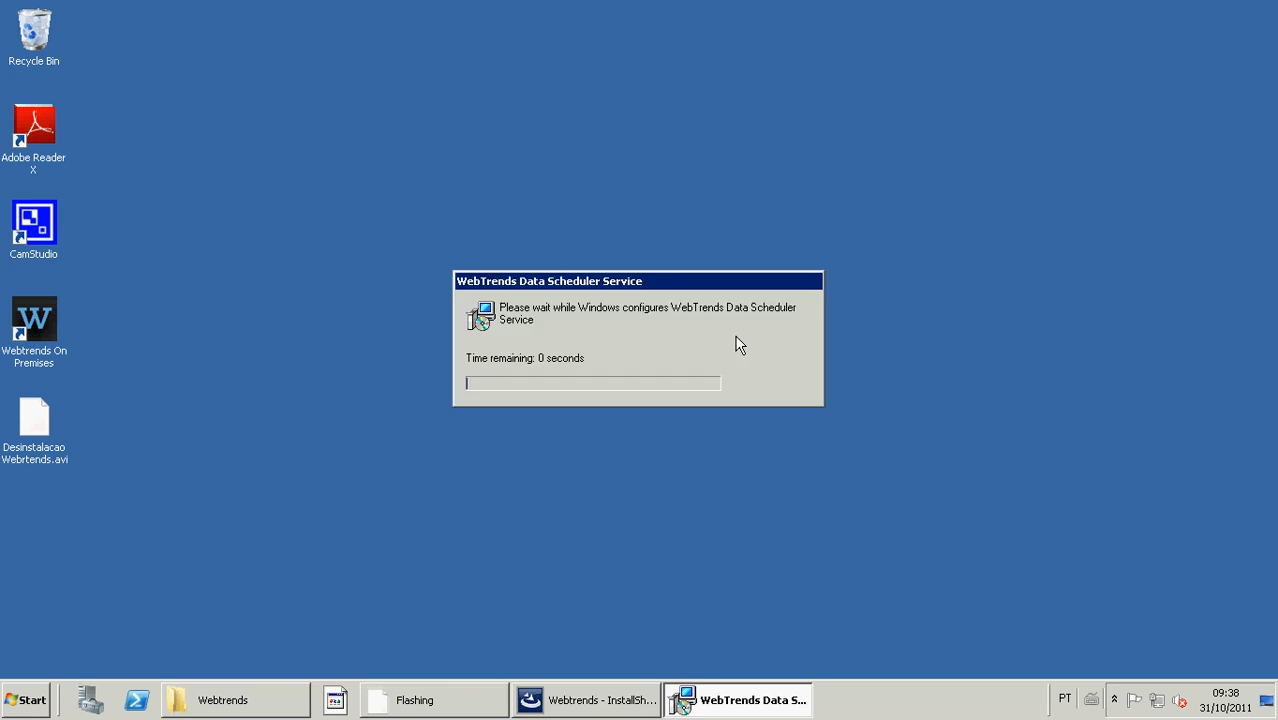 Recycle Bin
Adobe Reader
X
CamStudio
Webtrends On
Premises
Desinstalacao
Webrtends.avi
WebTrends Data Scheduler Service
Please wait while Windows configures WebTrends Data Scheduler
Service
Time remaining: 0 seconds
Start
Webtrends
Flashing
Webtrends - InstallSh...
WebTrends Data S...
PT
09:38
31/10/2011